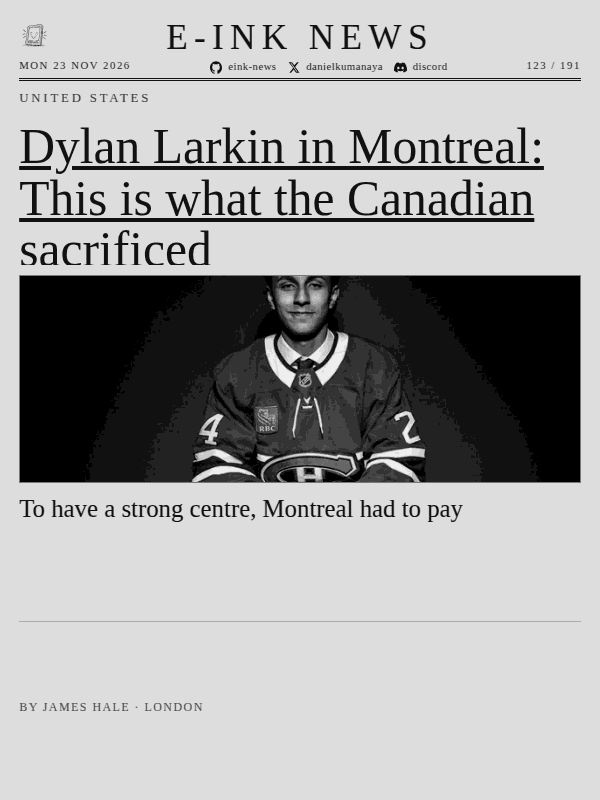 E-INK NEWS
MON 23 NOV 2026
eink-news
danielkumanaya
discord
123 / 191
UNITED STATES
Dylan Larkin in Montreal:
This is what the Canadian
sacrificed
4
2
RBC
To have a strong centre, Montreal had to pay
BY JAMES HALE · LONDON